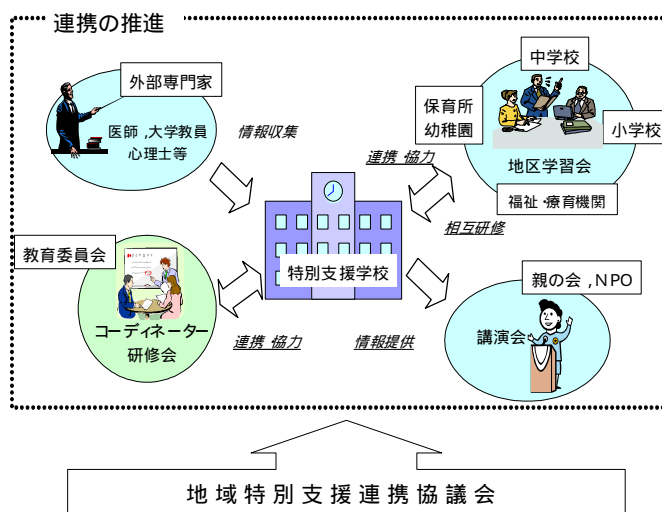 連携の推進
外部専門家
医師,大学教員
心理士等
情報収集
中学校
保育所
幼稚園
小学校
地区学習会
福祉・療育機関
連携 協力
相互研修
特別支援学校
教育委員会
コーディネーター
研修会
連携 協力
情報提供
親の会,NPO
講演会
地域特別支援連携協議会